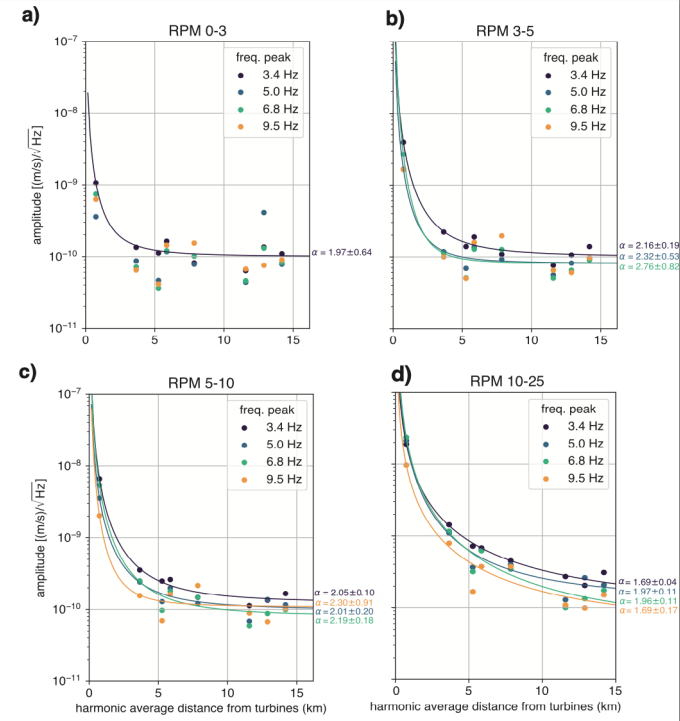 a)
RPM 0-3
freq. peak
3.4 Hz
5.0 Hz
6.8 Hz
9.5 Hz
amplitude [(m/s)/√Hz]
10⁻⁷
10⁻⁸
10⁻⁹
10⁻¹⁰
10⁻¹¹
0 5 10 15
α = 1.97±0.64
b)
RPM 3-5
freq. peak
3.4 Hz
5.0 Hz
6.8 Hz
9.5 Hz
0 5 10 15
α = 2.16±0.19
α = 2.32±0.53
α = 2.76±0.82
c)
RPM 5-10
freq. peak
3.4 Hz
5.0 Hz
6.8 Hz
9.5 Hz
amplitude [(m/s)/√Hz]
10⁻⁷
10⁻⁸
10⁻⁹
10⁻¹⁰
10⁻¹¹
0 5 10 15
harmonic average distance from turbines (km)
α = 2.05±0.10
α = 2.30±0.91
α = 2.01±0.20
α = 2.19±0.18
d)
RPM 10-25
freq. peak
3.4 Hz
5.0 Hz
6.8 Hz
9.5 Hz
0 5 10 15
harmonic average distance from turbines (km)
α = 1.69±0.04
α = 1.97±0.11
α = 1.96±0.11
α = 1.69±0.17